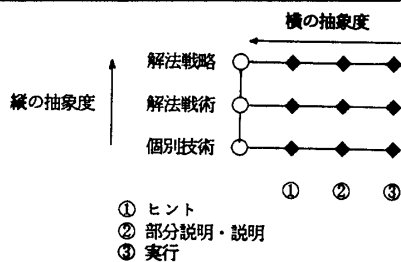 横の抽象度
解法戦略
縦の抽象度
解法戦術
個別技術
① ② ③
① ヒント
② 部分説明・説明
③ 実行